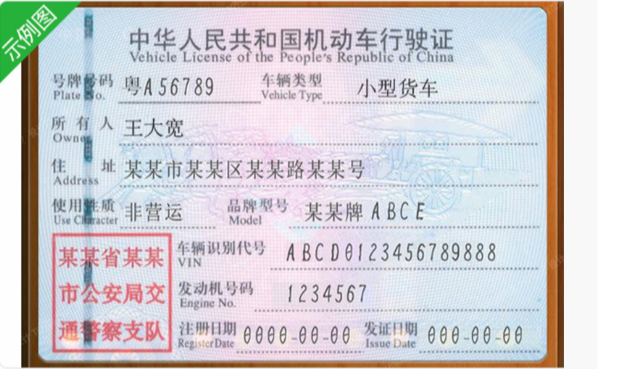 示例图
中华人民共和国机动车行驶证
Vehicle License of the People's Republic of China
号牌号码 粤A56789 车辆类型 小型货车
Plate No. Vehicle Type
所有人 王大宽
Owner
住址 某某市某某区某某路某某号
Address
使用性质 非营运 品牌型号 某某牌ABCE
Use Character Model
某某省某某
市公安局交
通警察支队
车辆识别代号 ABCD0123456789888
VIN
发动机号码 1234567
Engine No.
注册日期 0000-00-00 发证日期 000-00-00
Register Date Issue Date